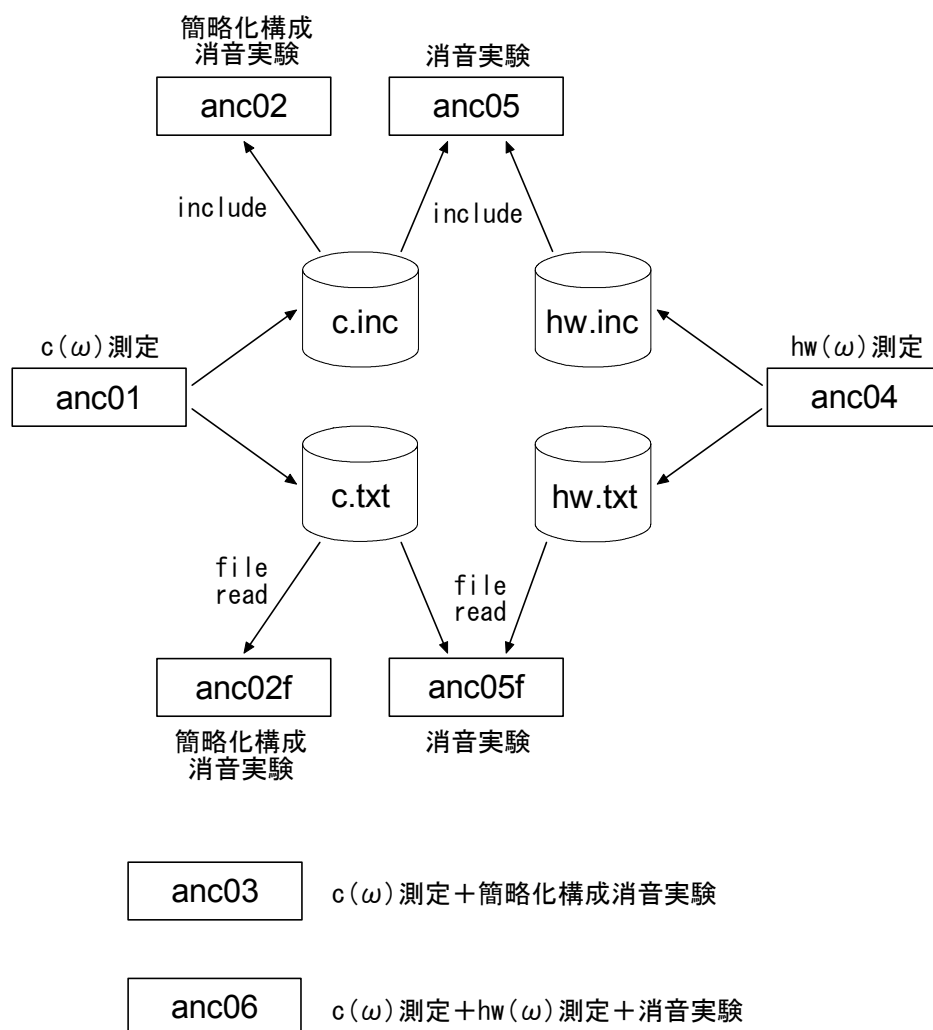 簡略化構成
消音実験
消音実験
anc02
anc05
include
include
c.inc
hw.inc
c(ω)測定
hw(ω)測定
anc01
anc04
c.txt
hw.txt
file
read
file
read
anc02f
anc05f
簡略化構成
消音実験
消音実験
anc03
c(ω)測定＋簡略化構成消音実験
anc06
c(ω)測定＋hw(ω)測定＋消音実験